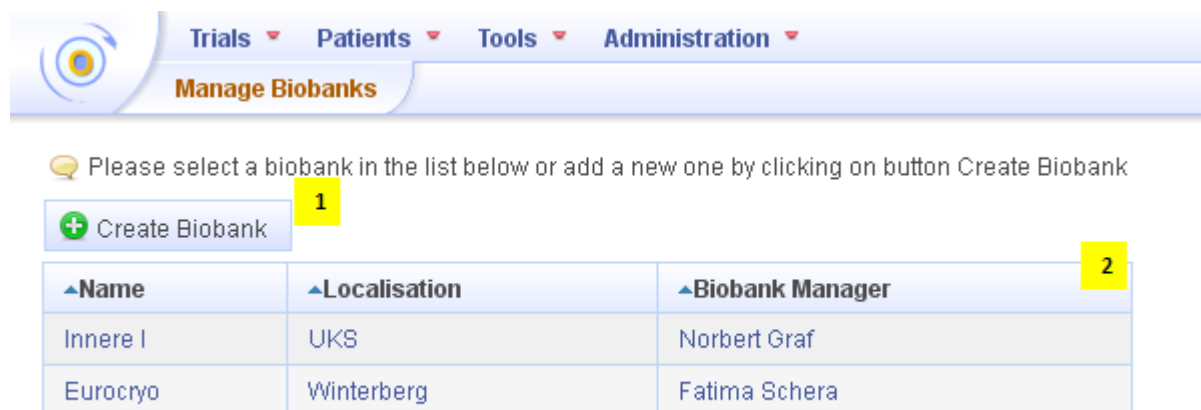 Trials Patients Tools Administration
Manage Biobanks
Please select a biobank in the list below or add a new one by clicking on button Create Biobank
1
Create Biobank
2
Name Localisation Biobank Manager
Innere I UKS Norbert Graf
Eurocryo Winterberg Fatima Schera